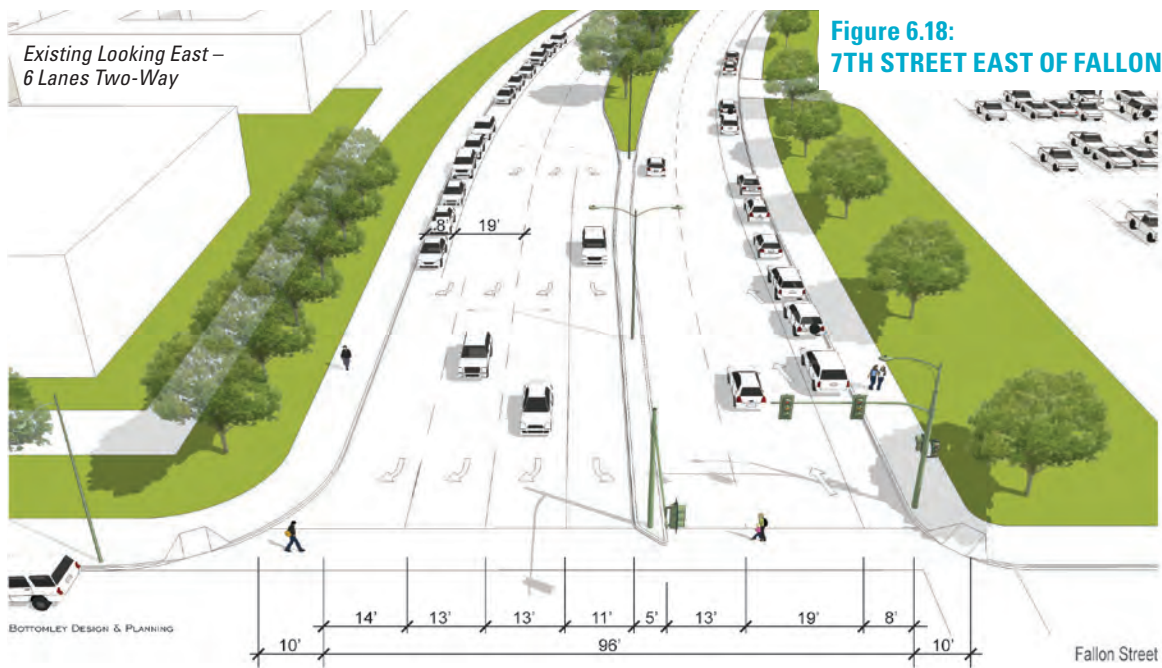 Existing Looking East –
6 Lanes Two-Way
Figure 6.18:
7TH STREET EAST OF FALLON
8' 19'
14' 13' 13' 11' 5' 13' 19' 8'
10' 96' 10'
BOTTOMLEY DESIGN & PLANNING
Fallon Street